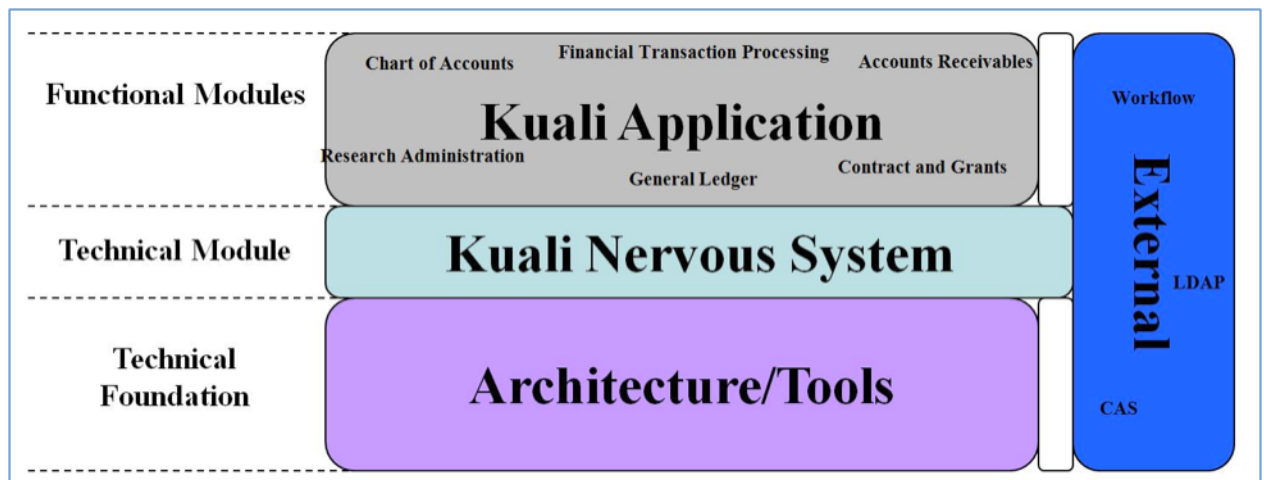 Functional Modules
Chart of Accounts
Financial Transaction Processing
Accounts Receivables
Kuali Application
Research Administration
General Ledger
Contract and Grants
Technical Module
Kuali Nervous System
Technical
Foundation
Architecture/Tools
Workflow
External
LDAP
CAS